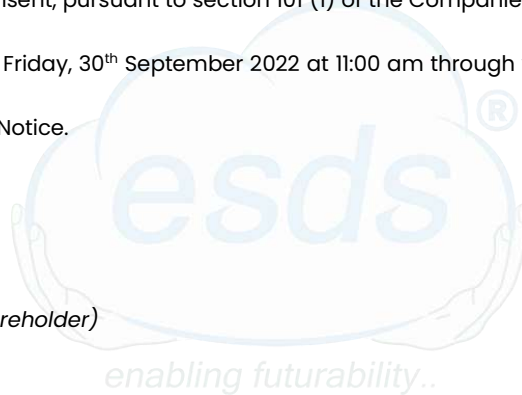 sent, pursuant to section 101 (1) of the Companie
Friday, 30th September 2022 at 11:00 am through
Notice.
®
esds
reholder)
enabling futurability..